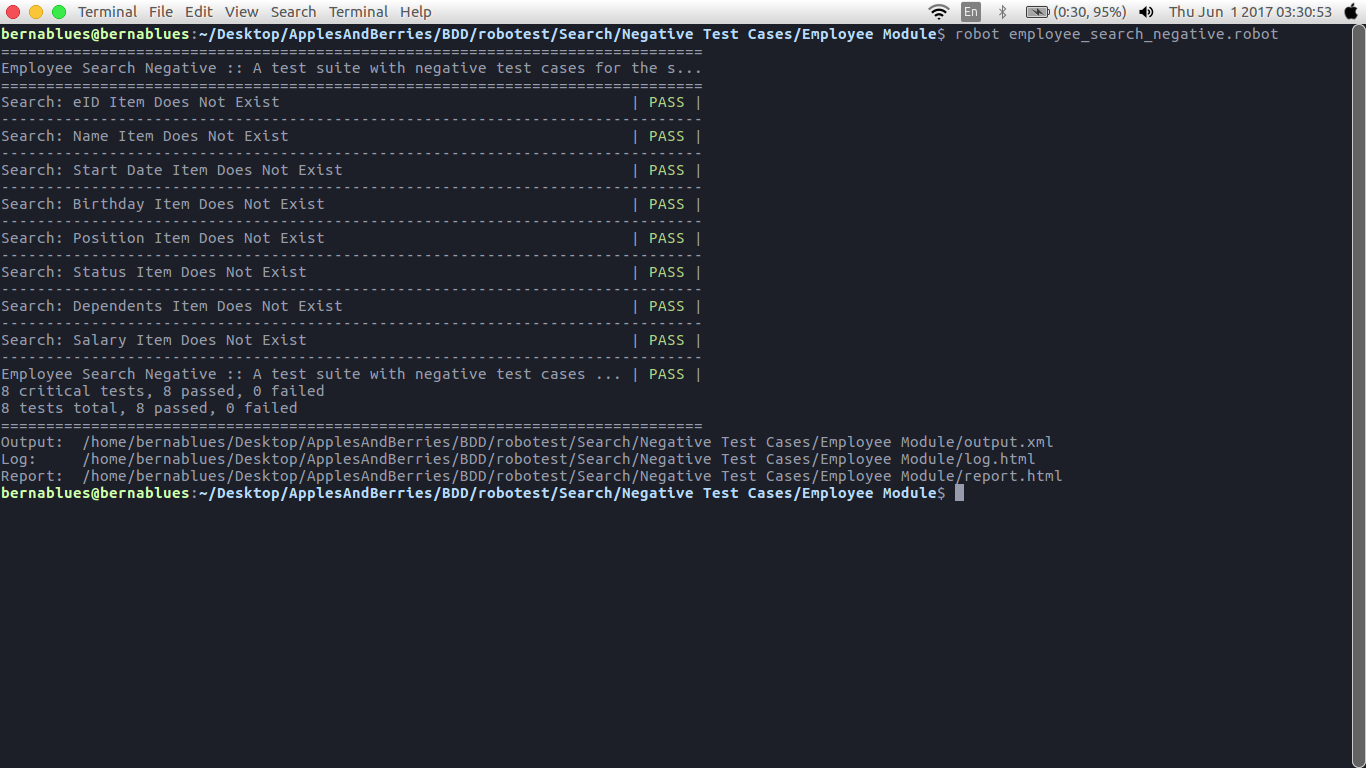 Terminal File Edit View Search Terminal Help En (0:30, 95%) Thu Jun 1 2017 03:30:53
bernablues@bernablues:~/Desktop/ApplesAndBerries/BDD/robotest/Search/Negative Test Cases/Employee Module$ robot employee_search_negative.robot
==============================================================================
Employee Search Negative :: A test suite with negative test cases for the s...
==============================================================================
Search: eID Item Does Not Exist                                       | PASS |
------------------------------------------------------------------------------
Search: Name Item Does Not Exist                                      | PASS |
------------------------------------------------------------------------------
Search: Start Date Item Does Not Exist                                | PASS |
------------------------------------------------------------------------------
Search: Birthday Item Does Not Exist                                  | PASS |
------------------------------------------------------------------------------
Search: Position Item Does Not Exist                                  | PASS |
------------------------------------------------------------------------------
Search: Status Item Does Not Exist                                    | PASS |
------------------------------------------------------------------------------
Search: Dependents Item Does Not Exist                                | PASS |
------------------------------------------------------------------------------
Search: Salary Item Does Not Exist                                    | PASS |
------------------------------------------------------------------------------
Employee Search Negative :: A test suite with negative test cases ... | PASS |
8 critical tests, 8 passed, 0 failed
8 tests total, 8 passed, 0 failed
==============================================================================
Output:  /home/bernablues/Desktop/ApplesAndBerries/BDD/robotest/Search/Negative Test Cases/Employee Module/output.xml
Log:     /home/bernablues/Desktop/ApplesAndBerries/BDD/robotest/Search/Negative Test Cases/Employee Module/log.html
Report:  /home/bernablues/Desktop/ApplesAndBerries/BDD/robotest/Search/Negative Test Cases/Employee Module/report.html
bernablues@bernablues:~/Desktop/ApplesAndBerries/BDD/robotest/Search/Negative Test Cases/Employee Module$